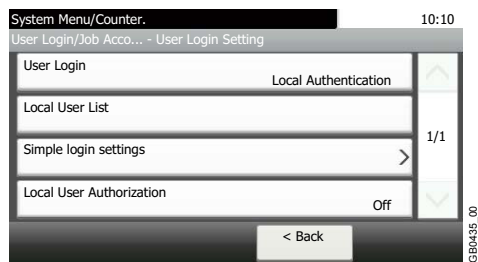 System Menu/Counter.
10:10
User Login/Job Acco... - User Login Setting
User Login
Local Authentication
Local User List
1/1
Simple login settings
Local User Authorization
Off
< Back
GB0435_00